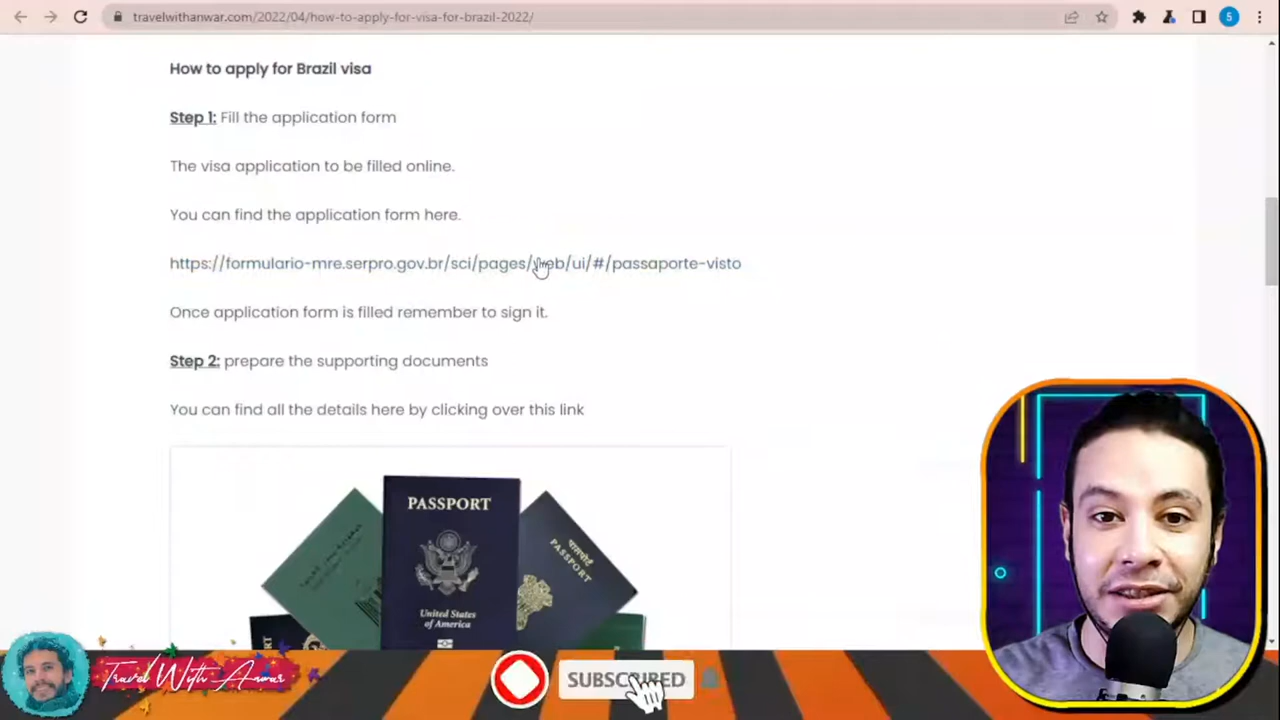 travelwithanwar.com/2022/04/how-to-apply-for-visa-for-brazil-2022/
5
How to apply for Brazil visa
Step 1: Fill the application form
The visa application to be filled online.
You can find the application form here.
https://formulario-mre.serpro.gov.br/sci/pages/web/ui/#/passaporte-visto
Once application form is filled remember to sign it.
Step 2: prepare the supporting documents
You can find all the details here by clicking over this link
PASSPORT
PASSPORT
United States
of America
Travel With Anwar
SUBSCRIBED